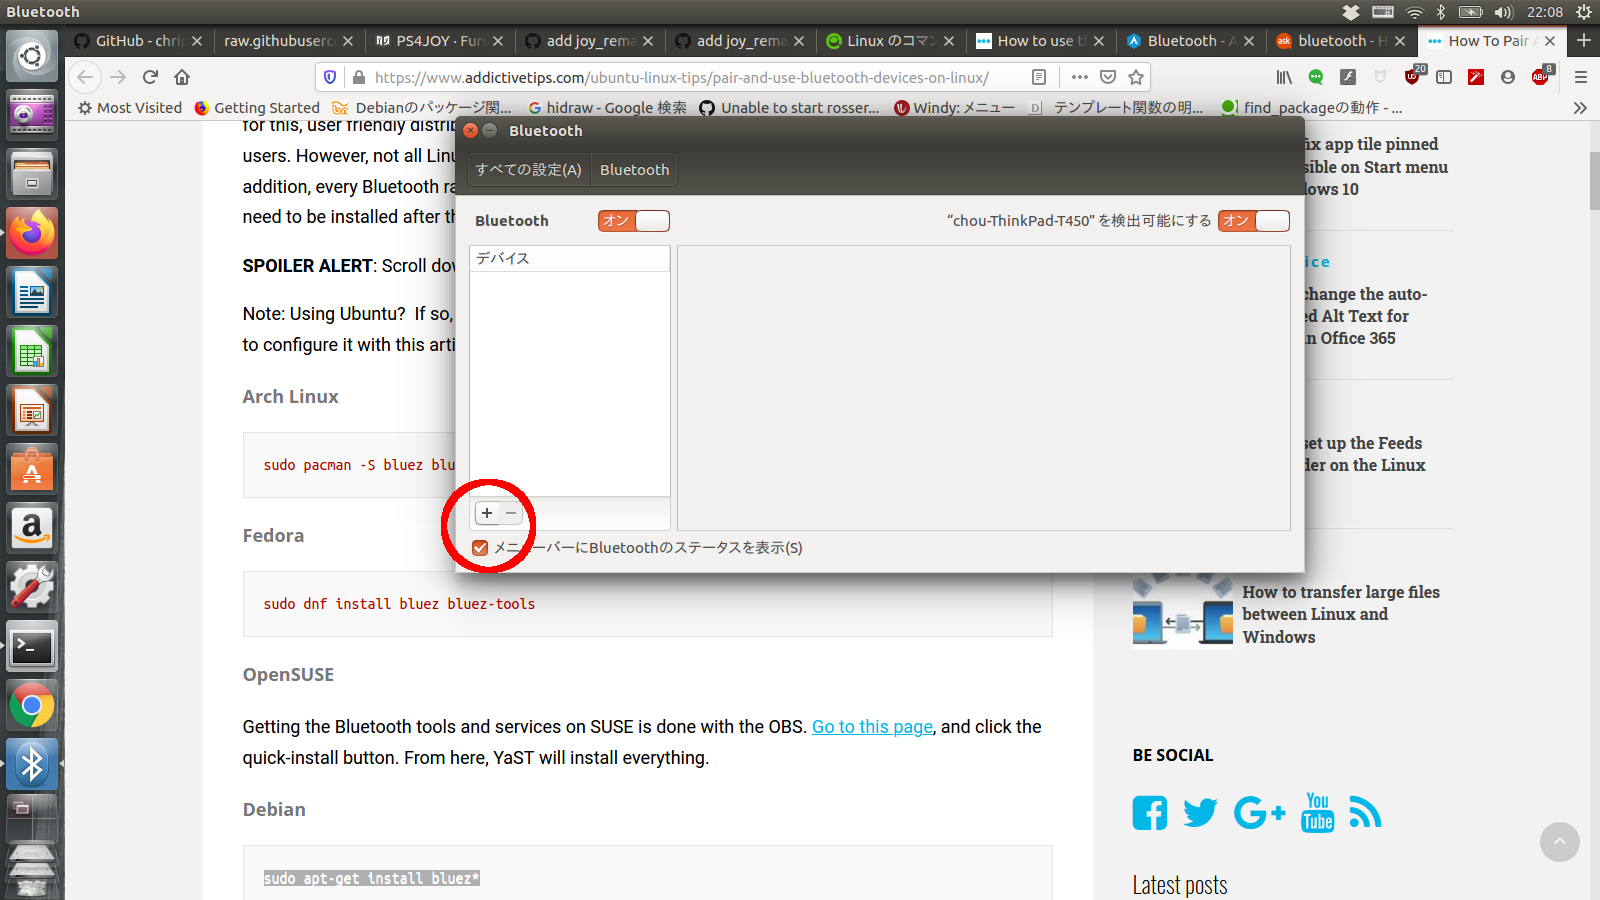 Bluetooth
22:08
GitHub - chri
raw.githubuserc
PS4JOY · Fur
add joy_rema
add joy_rema
Linux のコマン
How to use t
Bluetooth - A
bluetooth - H
How To Pair A
https://www.addictivetips.com/ubuntu-linux-tips/pair-and-use-bluetooth-devices-on-linux/
20
8
Most Visited
Getting Started
Debianのパッケージ関...
hidraw - Google 検索
Unable to start rosser...
Windy: メニュー
テンプレート関数の明...
find_packageの動作 - ...
for this, user friendly distrib
users. However, not all Linu
addition, every Bluetooth ra
need to be installed after th
SPOILER ALERT: Scroll dow
Note: Using Ubuntu? If so,
to configure it with this arti
Arch Linux
sudo pacman -S bluez blu
Fedora
sudo dnf install bluez bluez-tools
OpenSUSE
Getting the Bluetooth tools and services on SUSE is done with the OBS. Go to this page, and click the
quick-install button. From here, YaST will install everything.
Debian
sudo apt-get install bluez*
Bluetooth
すべての設定(A)
Bluetooth
Bluetooth
オン
“chou-ThinkPad-T450” を検出可能にする
オン
デバイス
メニューバーにBluetoothのステータスを表示(S)
fix app tile pinned
sible on Start menu
dows 10
ice
change the auto-
ed Alt Text for
in Office 365
set up the Feeds
der on the Linux
How to transfer large files
between Linux and
Windows
BE SOCIAL
You
Tube
Latest posts